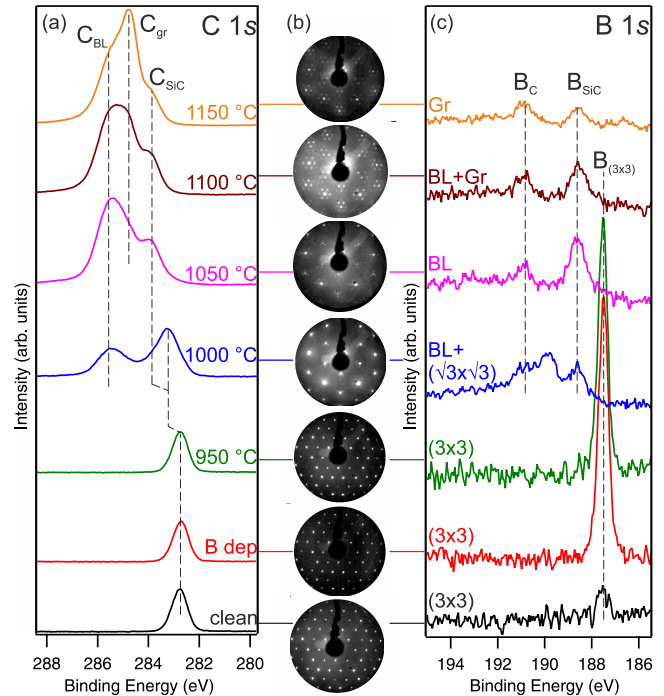 (a)
C 1s
C_BL
C_gr
C_SiC
1150 °C
1100 °C
1050 °C
1000 °C
950 °C
B dep
clean
Intensity (arb. units)
288 286 284 282 280
Binding Energy (eV)
(b)
(c)
B 1s
B_C
B_SiC
B_(3x3)
Gr
BL+Gr
BL
BL+
(√3x√3)
(3x3)
(3x3)
(3x3)
Intensity (arb. units)
194 192 190 188 186
Binding Energy (eV)